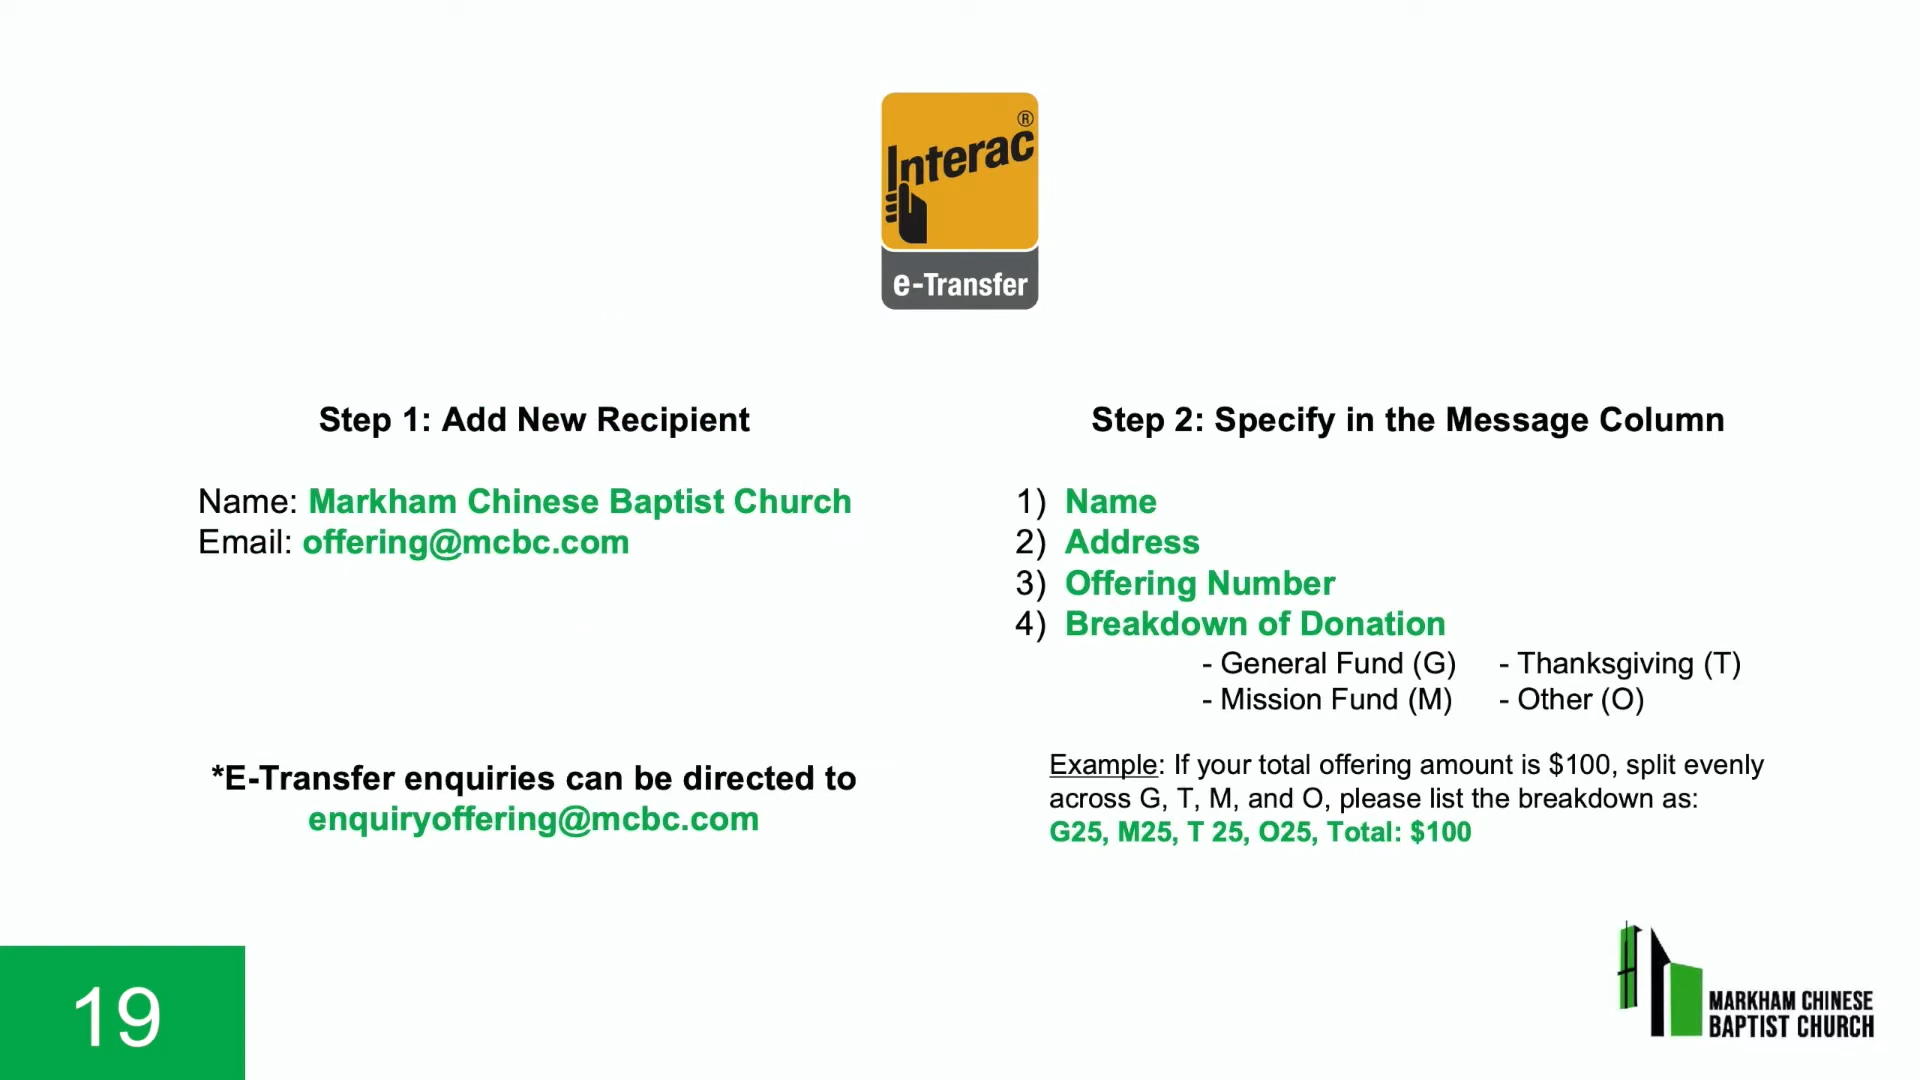 Interac®
e-Transfer
Step 1: Add New Recipient
Name: Markham Chinese Baptist Church
Email: offering@mcbc.com
*E-Transfer enquiries can be directed to
enquiryoffering@mcbc.com
Step 2: Specify in the Message Column
1) Name
2) Address
3) Offering Number
4) Breakdown of Donation
- General Fund (G) - Thanksgiving (T)
- Mission Fund (M) - Other (O)
Example: If your total offering amount is $100, split evenly
across G, T, M, and O, please list the breakdown as:
G25, M25, T 25, O25, Total: $100
19
MARKHAM CHINESE
BAPTIST CHURCH